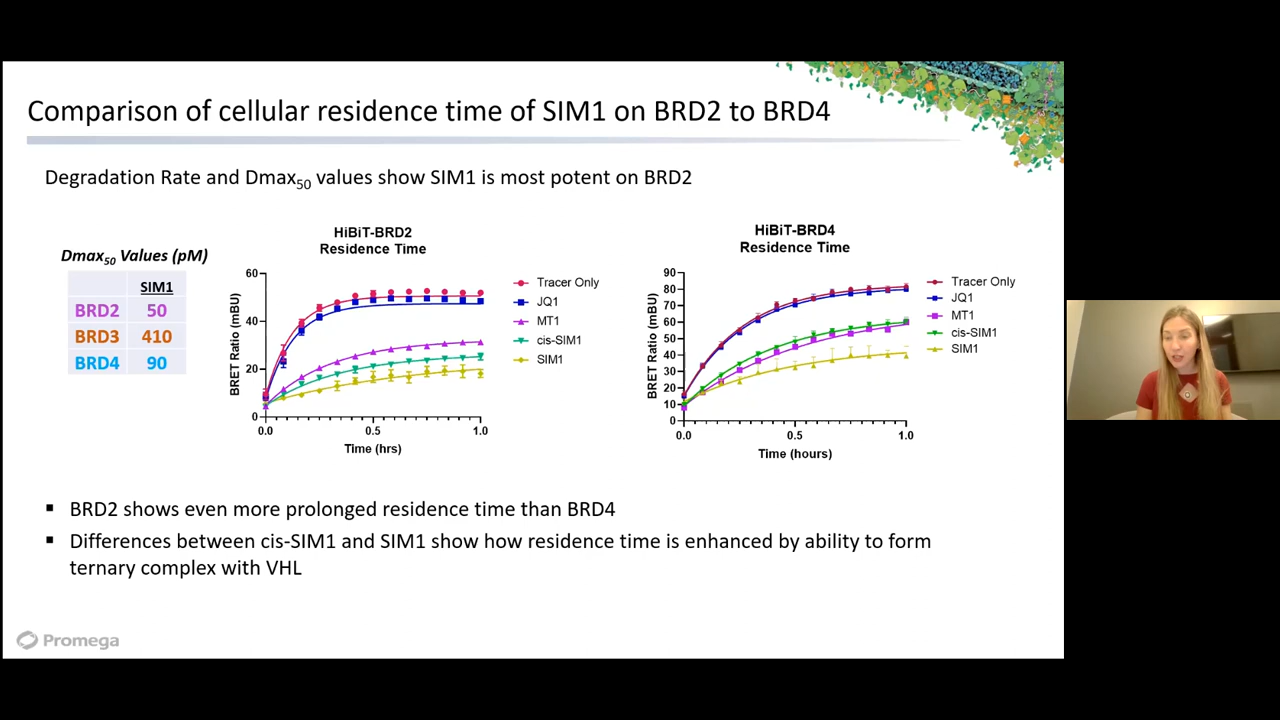 Comparison of cellular residence time of SIM1 on BRD2 to BRD4
Degradation Rate and Dmax50 values show SIM1 is most potent on BRD2
Dmax50 Values (pM)
SIM1
BRD2 50
BRD3 410
BRD4 90
HiBiT-BRD2
Residence Time
BRET Ratio (mBU)
60
40
20
0
0.0 0.5 1.0
Time (hrs)
Tracer Only
JQ1
MT1
cis-SIM1
SIM1
HiBiT-BRD4
Residence Time
BRET Ratio (mBU)
90
80
70
60
50
40
30
20
10
0
0.0 0.5 1.0
Time (hours)
Tracer Only
JQ1
MT1
cis-SIM1
SIM1
▪ BRD2 shows even more prolonged residence time than BRD4
▪ Differences between cis-SIM1 and SIM1 show how residence time is enhanced by ability to form
ternary complex with VHL
Promega